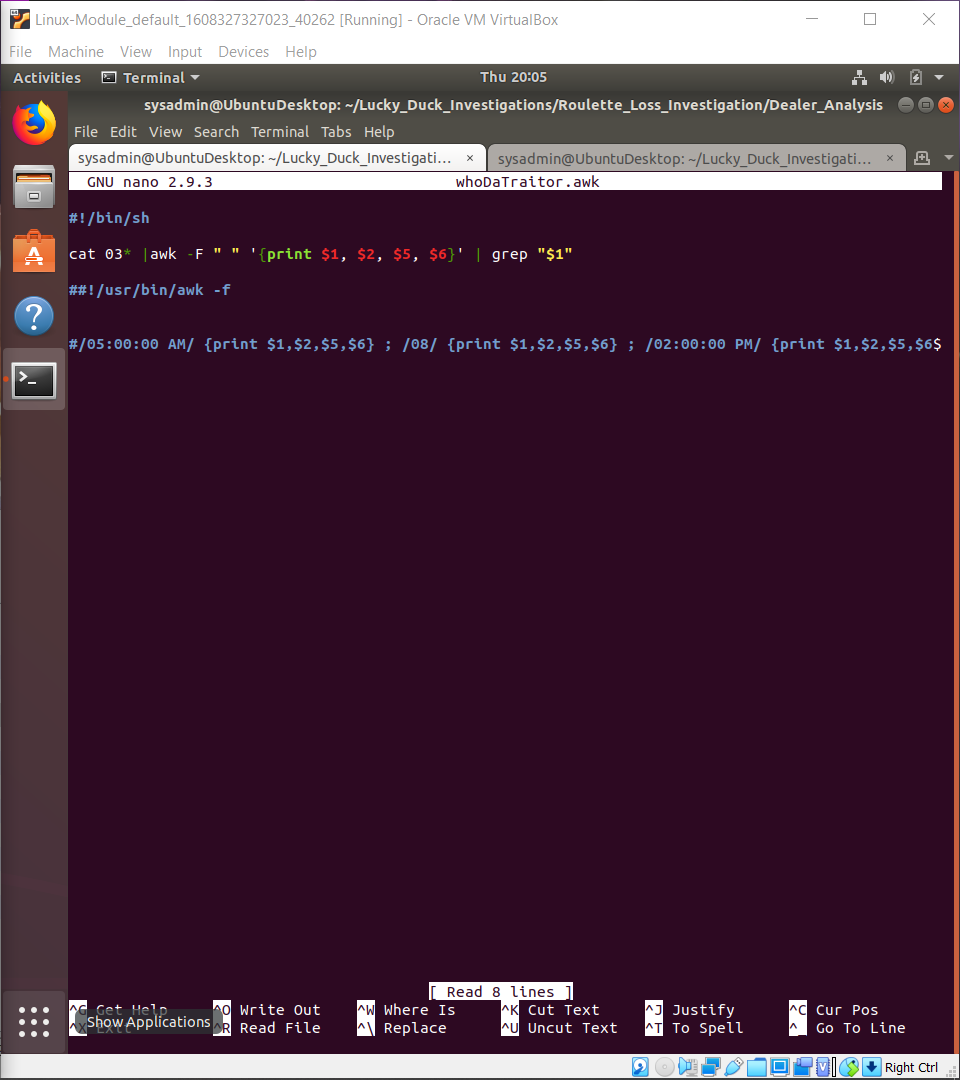 Linux-Module_default_1608327327023_40262 [Running] - Oracle VM VirtualBox
File Machine View Input Devices Help
Activities Terminal Thu 20:05
sysadmin@UbuntuDesktop: ~/Lucky_Duck_Investigations/Roulette_Loss_Investigation/Dealer_Analysis
File Edit View Search Terminal Tabs Help
sysadmin@UbuntuDesktop: ~/Lucky_Duck_Investigati... × sysadmin@UbuntuDesktop: ~/Lucky_Duck_Investigati... ×
GNU nano 2.9.3 whoDaTraitor.awk
#!/bin/sh
cat 03* |awk -F " " '{print $1, $2, $5, $6}' | grep "$1"
##!/usr/bin/awk -f
#/05:00:00 AM/ {print $1,$2,$5,$6} ; /08/ {print $1,$2,$5,$6} ; /02:00:00 PM/ {print $1,$2,$5,$6$
[ Read 8 lines ]
^G Get Help ^O Write Out ^W Where Is ^K Cut Text ^J Justify ^C Cur Pos
^X Exit ^R Read File ^\ Replace ^U Uncut Text ^T To Spell ^_ Go To Line
Show Applications
Right Ctrl